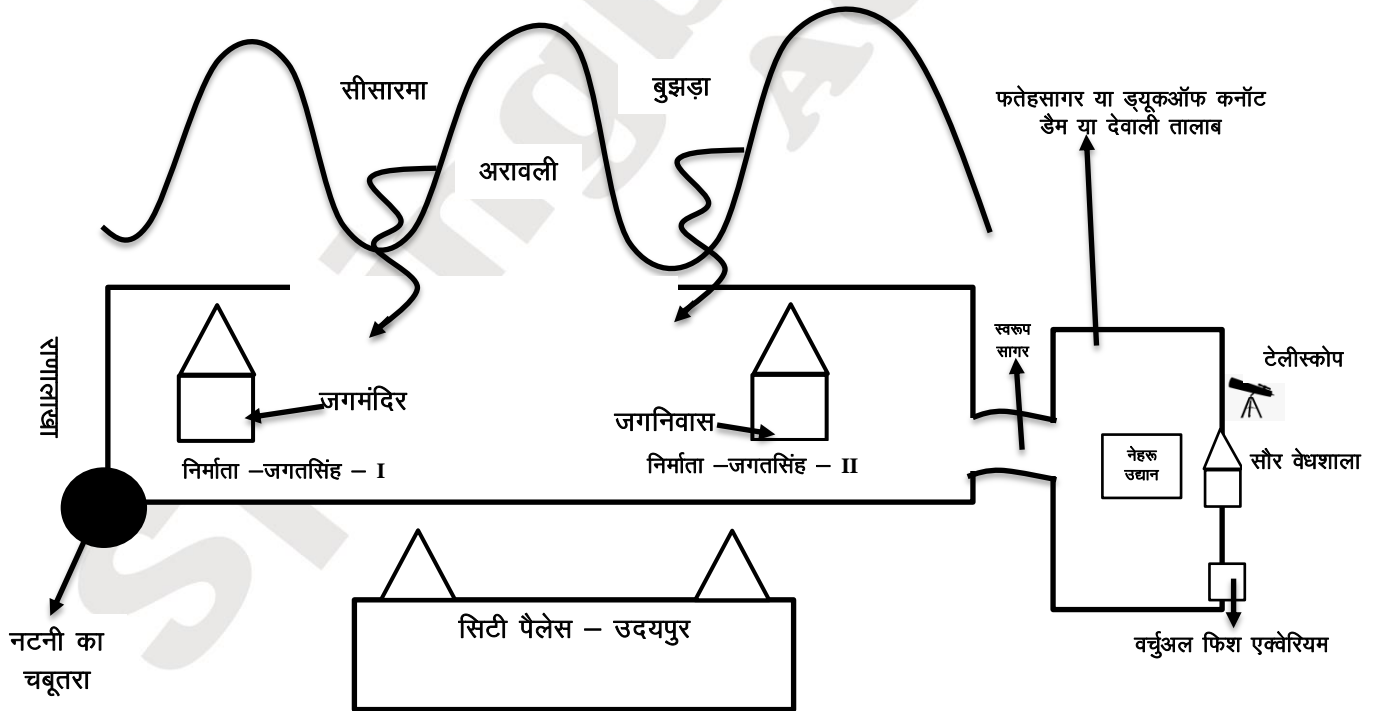 सीसारमा
बुझड़ा
फतेहसागर या ड्यूकऑफ कनॉट
डैम या देवाली तालाब
अरावली
स्वरूप
सागर
टेलीस्कोप
राणालाखा
जगमंदिर
जगनिवास
निर्माता –जगतसिंह – I
निर्माता –जगतसिंह – II
नेहरू
उद्यान
सौर वेधशाला
सिटी पैलेस – उदयपुर
नटनी का
चबूतरा
वर्चुअल फिश एक्वेरियम